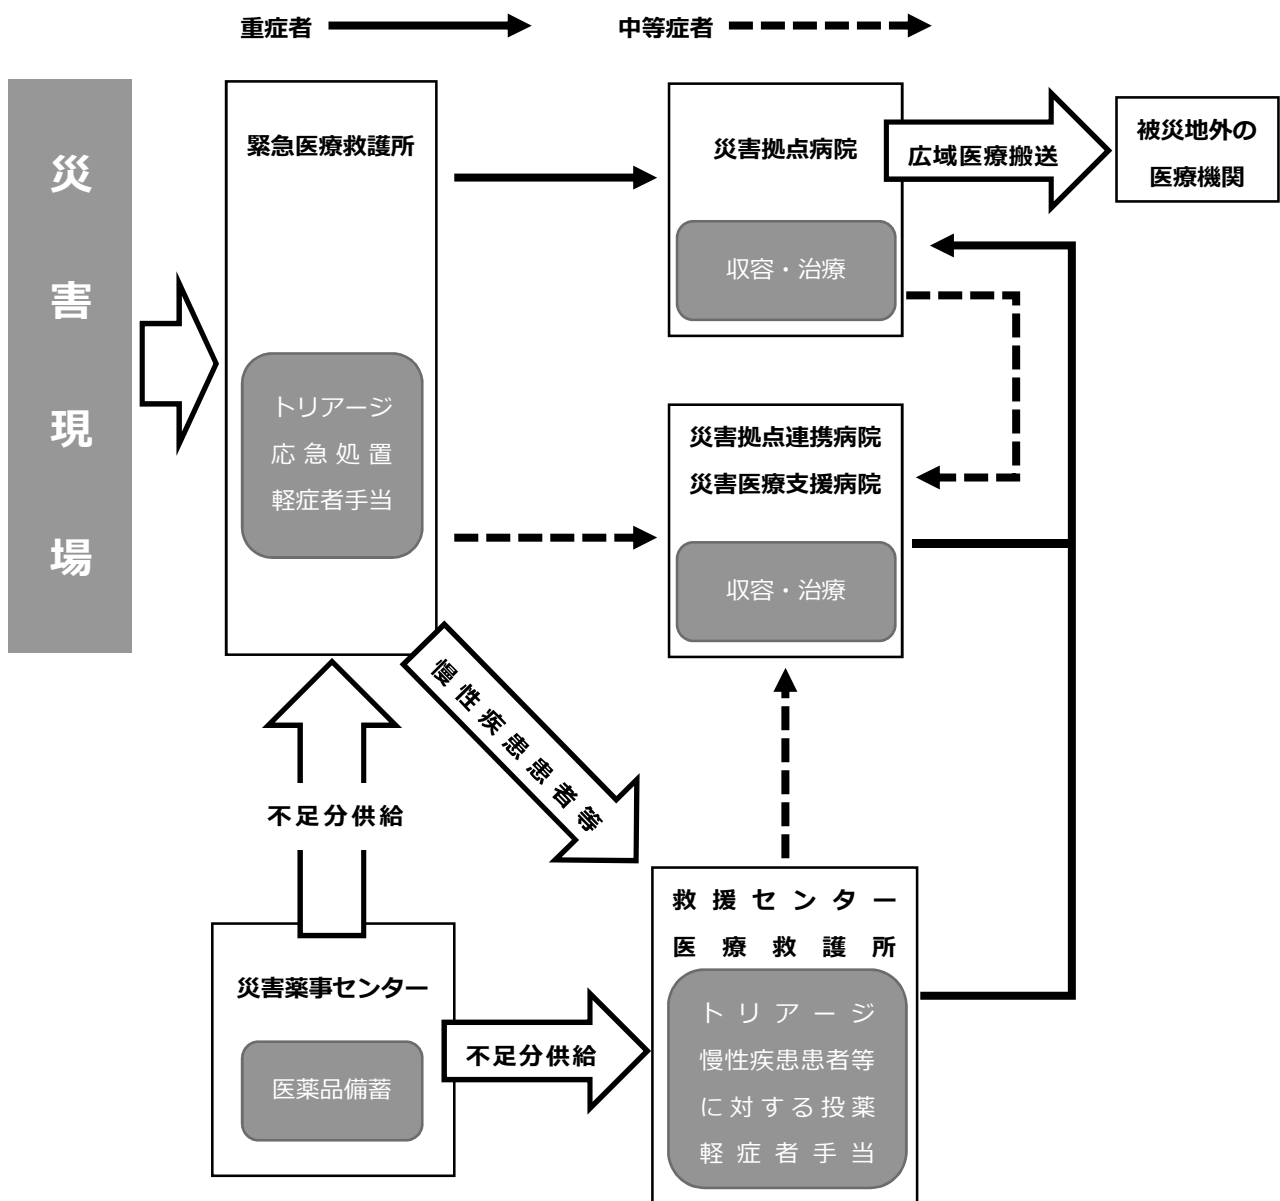 重症者
中等症者
災害現場
緊急医療救護所
トリアージ
応急処置
軽症者手当
災害拠点病院
収容・治療
広域医療搬送
被災地外の
医療機関
災害拠点連携病院
災害医療支援病院
収容・治療
慢性疾患患者等
不足分供給
災害薬事センター
医薬品備蓄
不足分供給
救援センター
医療救護所
トリアージ
慢性疾患患者等
に対する投薬
軽症者手当